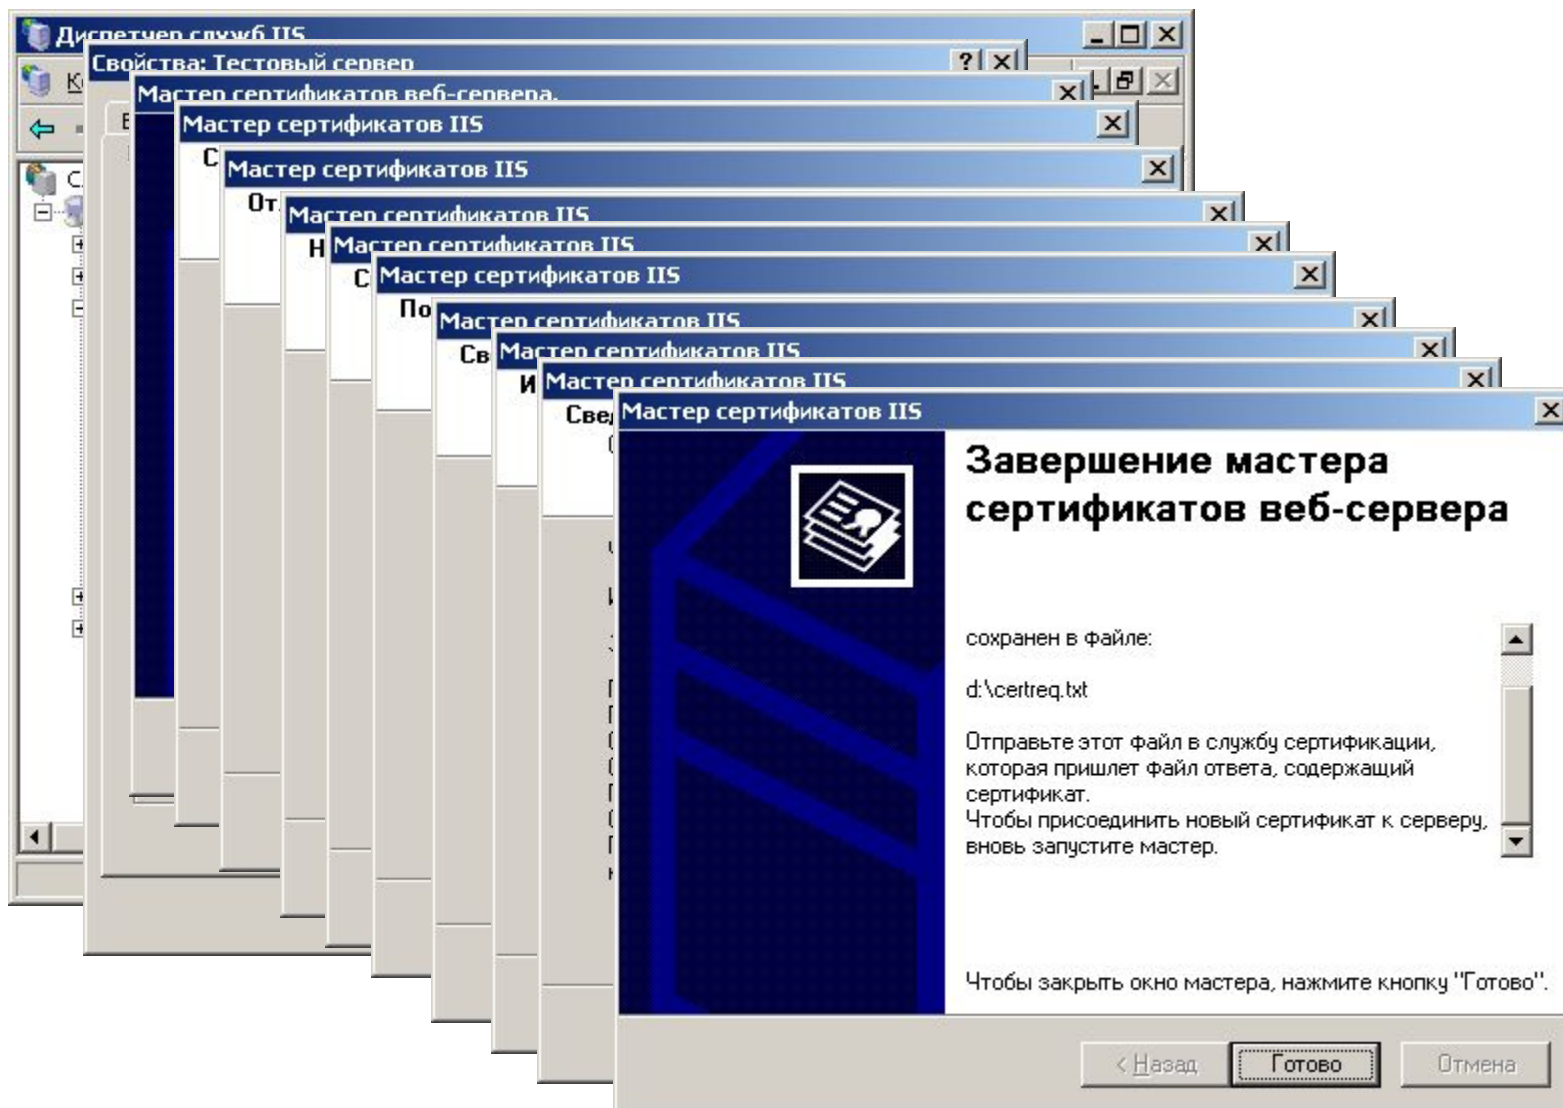 Диспетчер служб IIS
Свойства: Тестовый сервер
Мастер сертификатов веб-сервера.
Мастер сертификатов IIS
Мастер сертификатов IIS
Мастер сертификатов IIS
Мастер сертификатов IIS
Мастер сертификатов IIS
Мастер сертификатов IIS
Мастер сертификатов IIS
Мастер сертификатов IIS
Мастер сертификатов IIS
Завершение мастера
сертификатов веб-сервера
сохранен в файле:
d:\certreq.txt
Отправьте этот файл в службу сертификации,
которая пришлет файл ответа, содержащий
сертификат.
Чтобы присоединить новый сертификат к серверу,
вновь запустите мастер.
Чтобы закрыть окно мастера, нажмите кнопку "Готово".
< Назад Готово Отмена